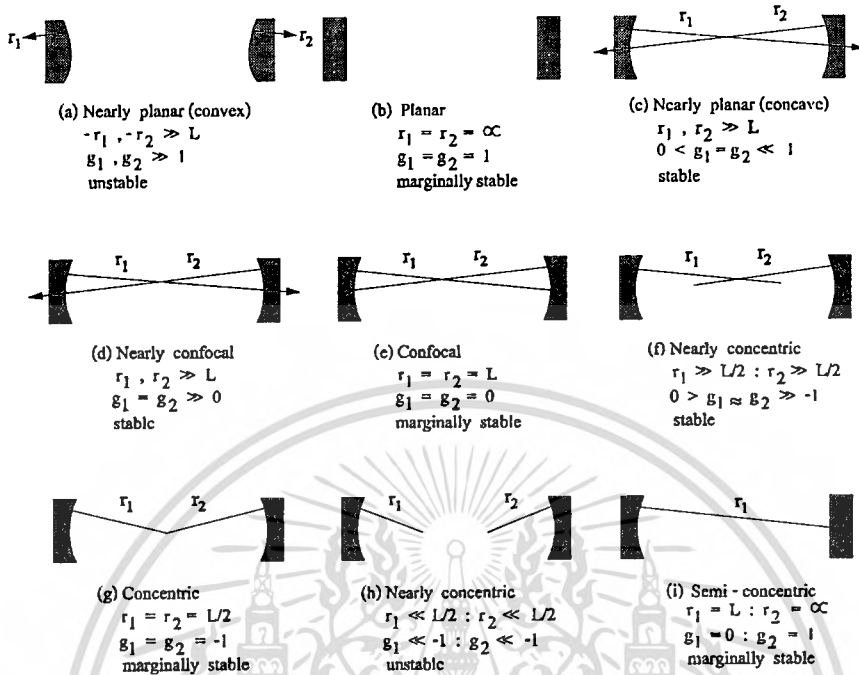 r₁
r₂
(a) Nearly planar (convex)
-r₁ , -r₂ ≫ L
g₁ , g₂ ≫ 1
unstable
(b) Planar
r₁ = r₂ = ∝
g₁ = g₂ = 1
marginally stable
r₁
r₂
(c) Nearly planar (concave)
r₁ , r₂ ≫ L
0 < g₁ = g₂ ≪ 1
stable
r₁
r₂
(d) Nearly confocal
r₁ , r₂ ≫ L
g₁ = g₂ ≫ 0
stable
r₁
r₂
(e) Confocal
r₁ = r₂ = L
g₁ = g₂ = 0
marginally stable
r₁
r₂
(f) Nearly concentric
r₁ ≫ L/2 : r₂ ≫ L/2
0 > g₁ ≈ g₂ ≫ -1
stable
r₁
r₂
(g) Concentric
r₁ = r₂ = L/2
g₁ = g₂ = -1
marginally stable
r₁
r₂
(h) Nearly concentric
r₁ ≪ L/2 : r₂ ≪ L/2
g₁ ≪ -1 : g₂ ≪ -1
unstable
r₁
(i) Semi - concentric
r₁ = L : r₂ = ∝
g₁ = 0 : g₂ = 1
marginally stable